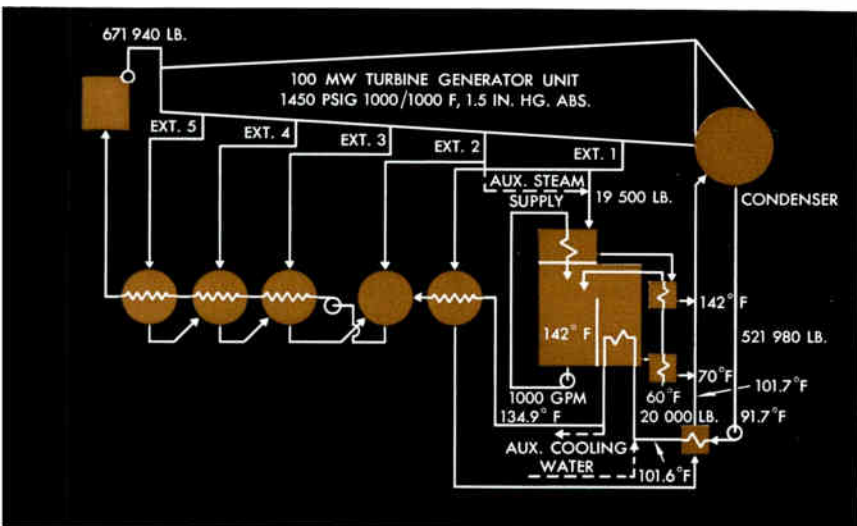 671 940 LB.
100 MW TURBINE GENERATOR UNIT
1450 PSIG 1000/1000 F, 1.5 IN. HG. ABS.
EXT. 5
EXT. 4
EXT. 3
EXT. 2
EXT. 1
AUX. STEAM
SUPPLY
19 500 LB.
CONDENSER
142° F
142° F
521 980 LB.
70°F
101.7°F
60°F
1000 GPM
134.9° F
20 000 LB.
91.7°F
AUX. COOLING
WATER
101.6°F